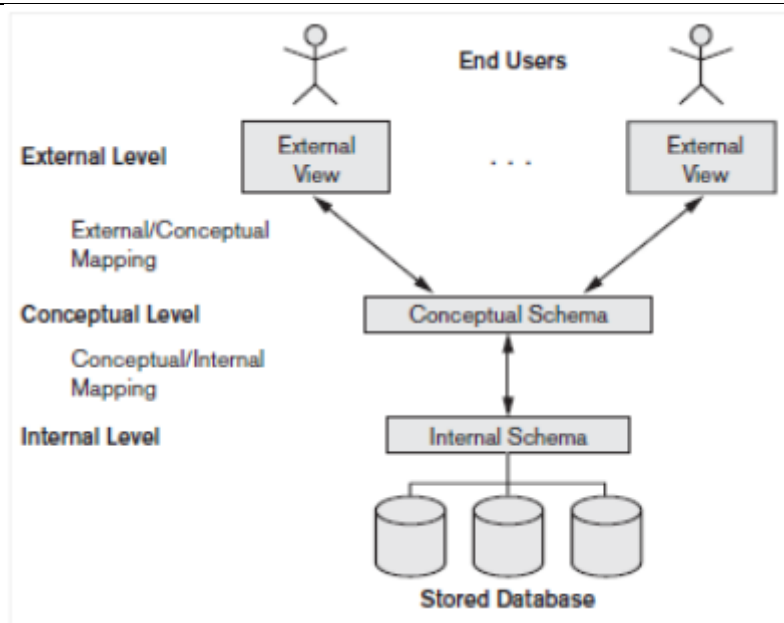 End Users
External Level
External
View
. . .
External
View
External/Conceptual
Mapping
Conceptual Level
Conceptual Schema
Conceptual/Internal
Mapping
Internal Level
Internal Schema
Stored Database